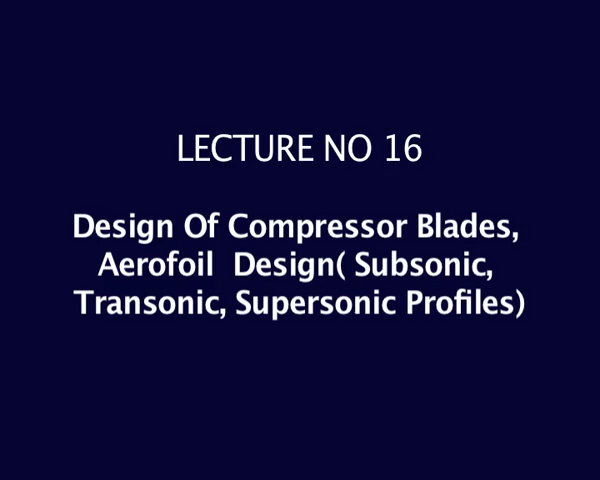 LECTURE NO 16
Design Of Compressor Blades,
Aerofoil Design( Subsonic,
Transonic, Supersonic Profiles)